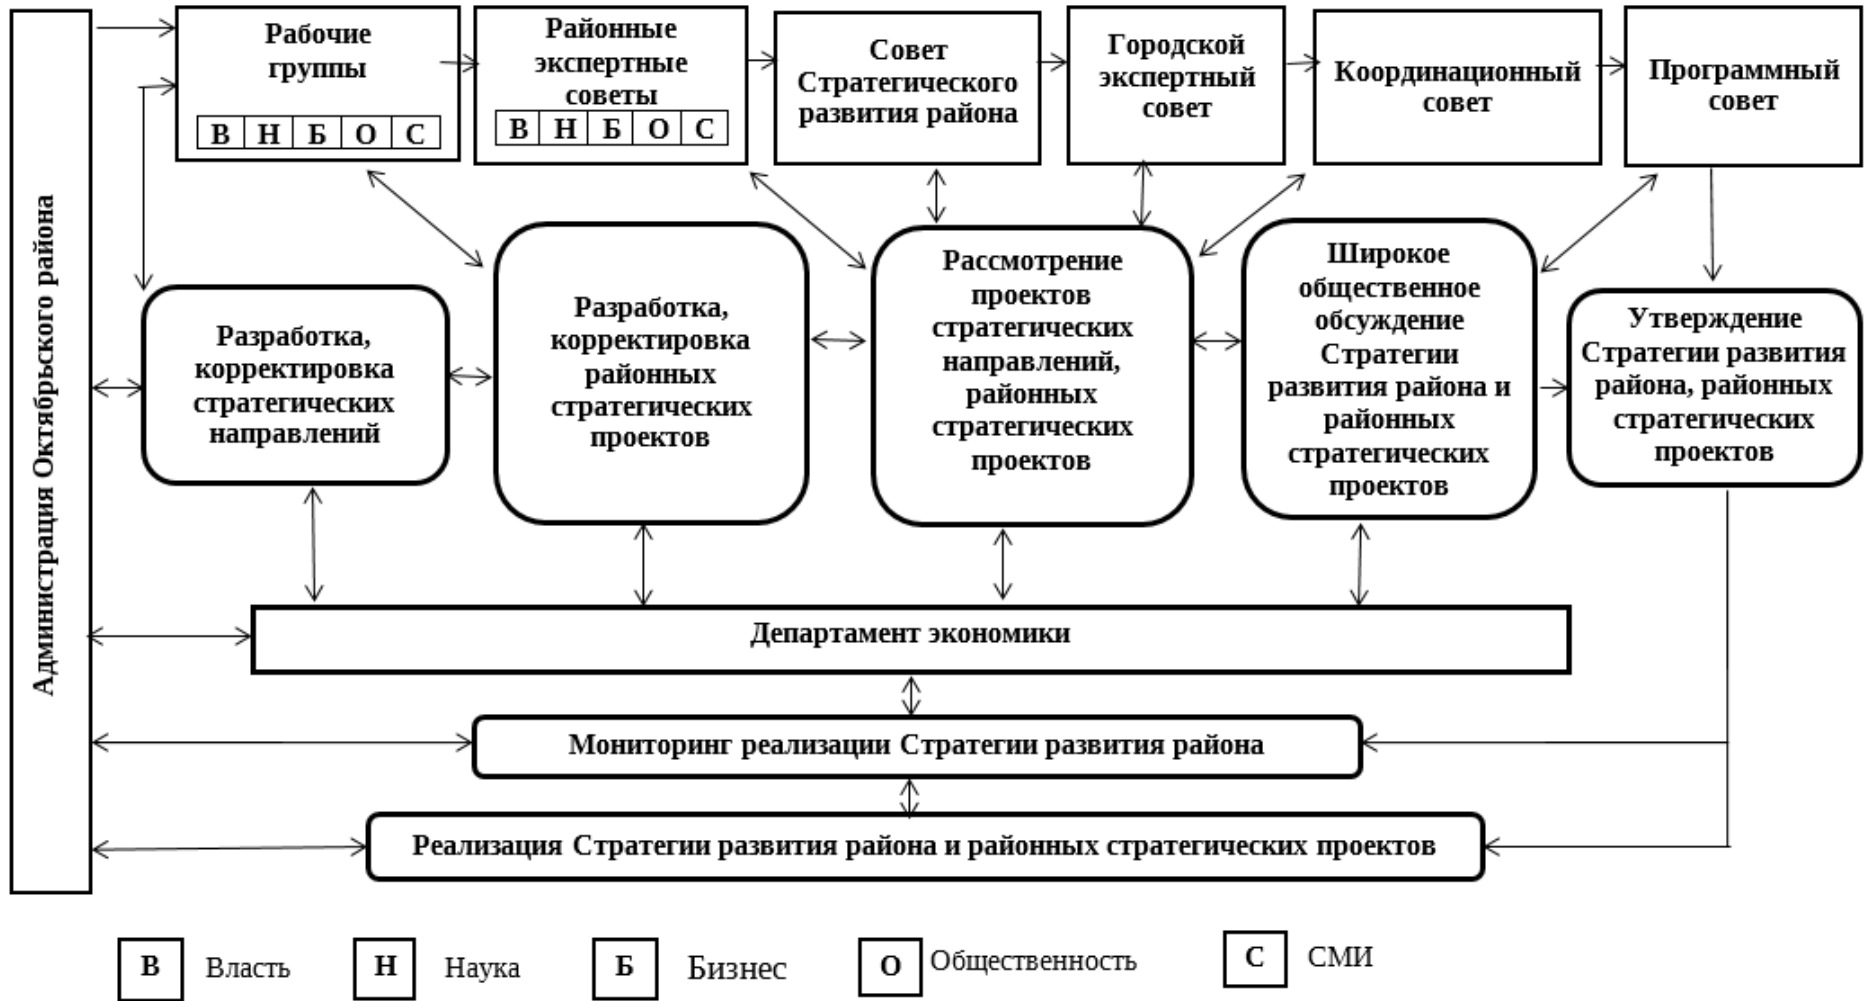 Администрация Октябрьского района
Рабочие
группы
В Н Б О С
Районные
экспертные
советы
В Н Б О С
Совет
Стратегического
развития района
Городской
экспертный
совет
Координационный
совет
Программный
совет
Разработка,
корректировка
стратегических
направлений
Разработка,
корректировка
районных
стратегических
проектов
Рассмотрение
проектов
стратегических
направлений,
районных
стратегических
проектов
Широкое
общественное
обсуждение
Стратегии
развития района и
районных
стратегических
проектов
Утверждение
Стратегии развития
района, районных
стратегических
проектов
Департамент экономики
Мониторинг реализации Стратегии развития района
Реализация Стратегии развития района и районных стратегических проектов
В Власть
Н Наука
Б Бизнес
О Общественность
С СМИ